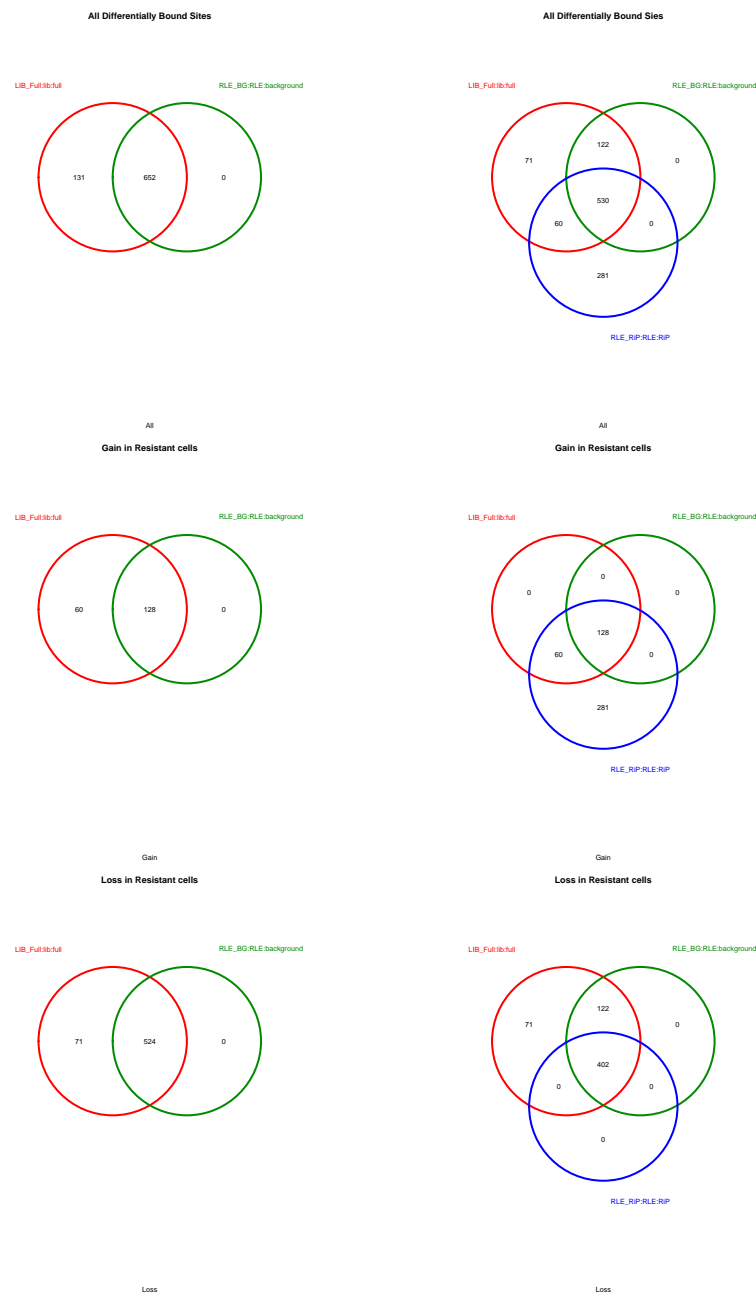 All Differentially Bound Sites
LIB_Full:lib:full
RLE_BG:RLE:background
131
652
0
All
All Differentially Bound Sies
LIB_Full:lib:full
RLE_BG:RLE:background
122
71
0
530
60
0
281
RLE_RiP:RLE:RiP
All
Gain in Resistant cells
LIB_Full:lib:full
RLE_BG:RLE:background
60
128
0
Gain
Gain in Resistant cells
LIB_Full:lib:full
RLE_BG:RLE:background
0
0
0
128
60
0
281
RLE_RiP:RLE:RiP
Gain
Loss in Resistant cells
LIB_Full:lib:full
RLE_BG:RLE:background
71
524
0
Loss
Loss in Resistant cells
LIB_Full:lib:full
RLE_BG:RLE:background
122
71
0
402
0
0
0
RLE_RiP:RLE:RiP
Loss